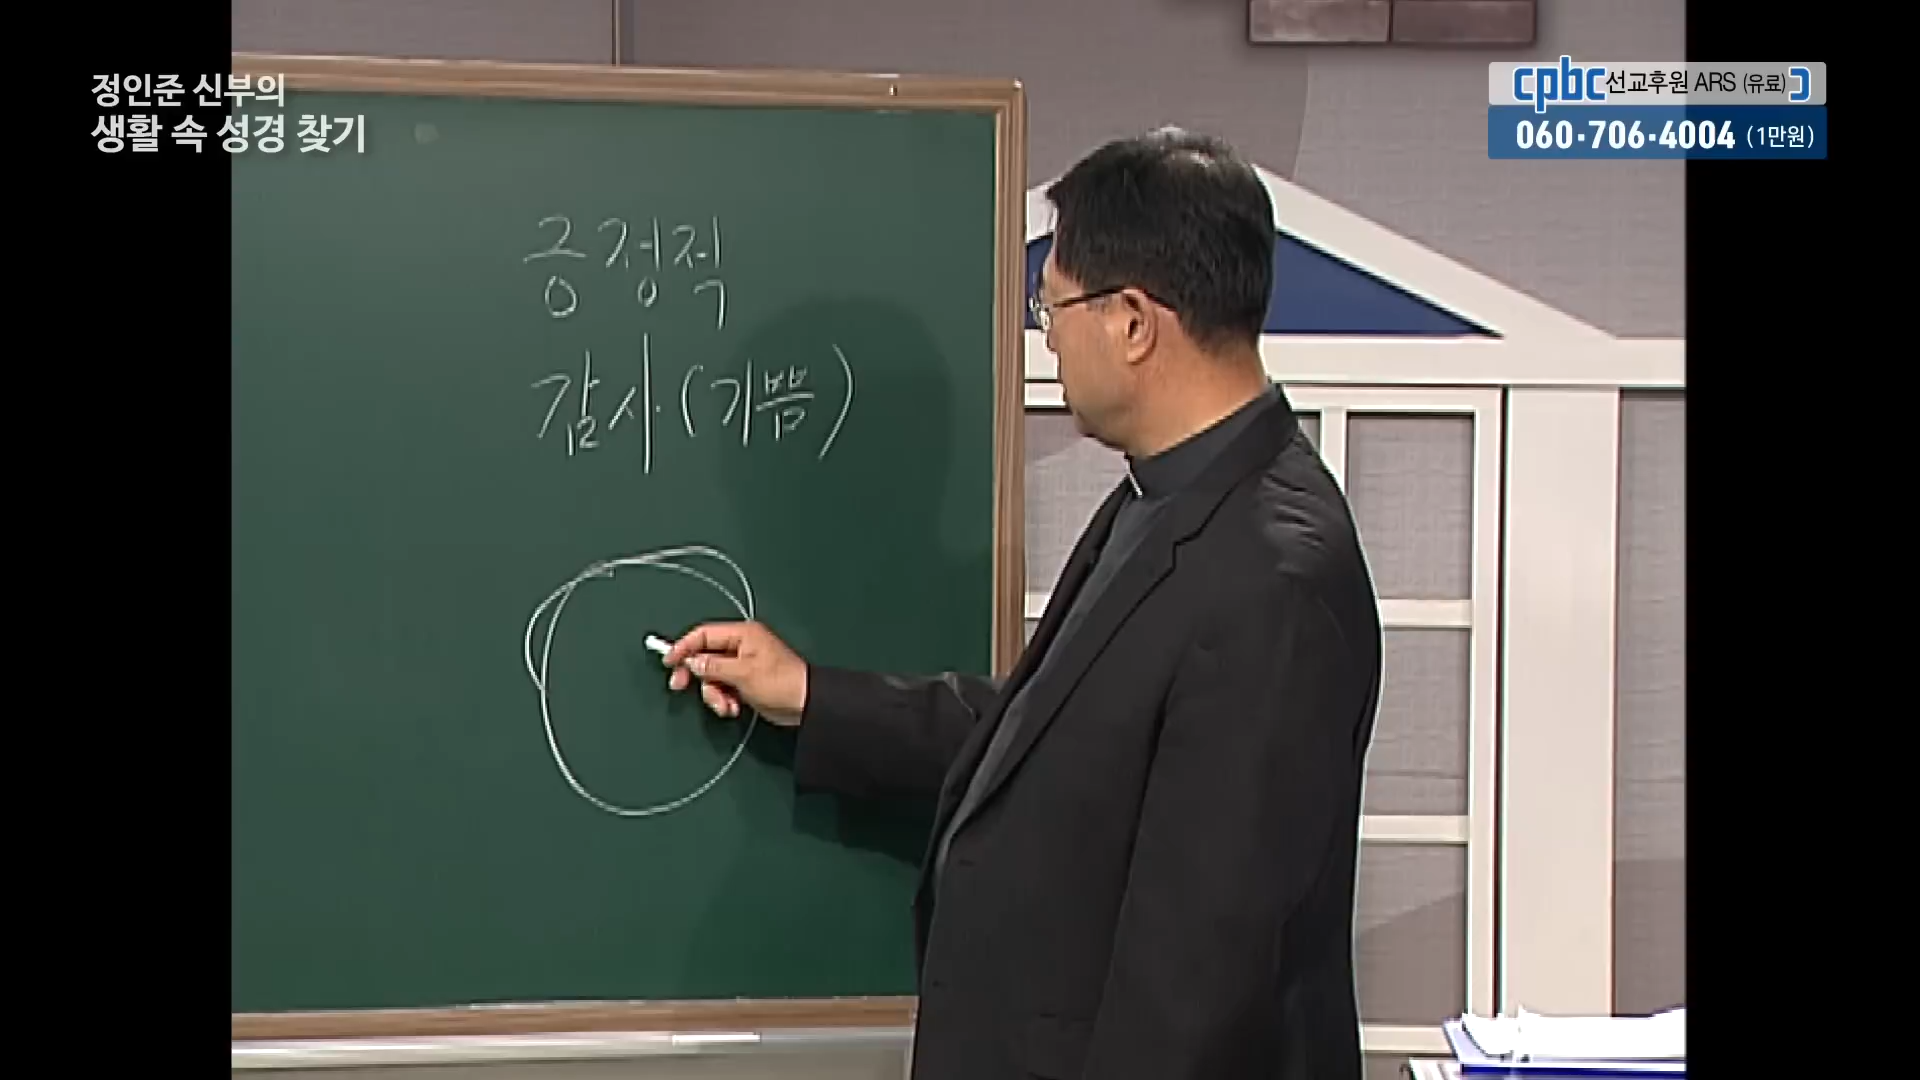 정인준 신부의
생활 속 성경 찾기
cpbc 선교후원 ARS (유료)
060·706·4004 (1만원)
긍정적
감사 (기쁨)